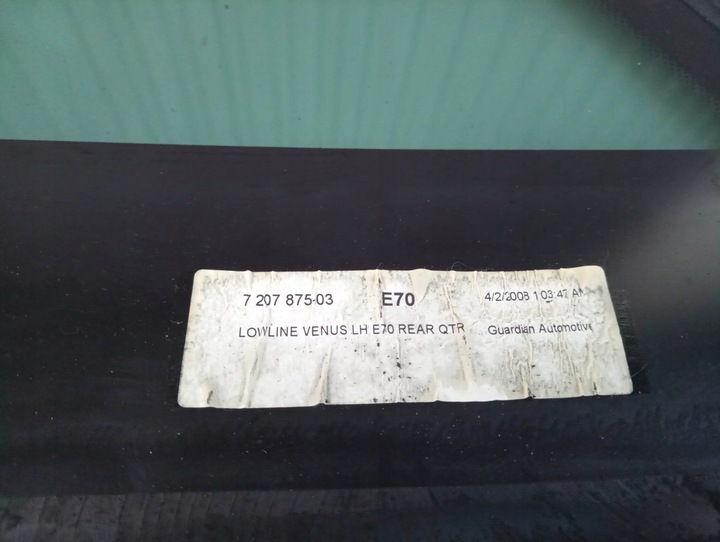 7 207 875-03 E70 4/2/2008 1:03:47 AM
LOWLINE VENUS LH E70 REAR QTR Guardian Automotive